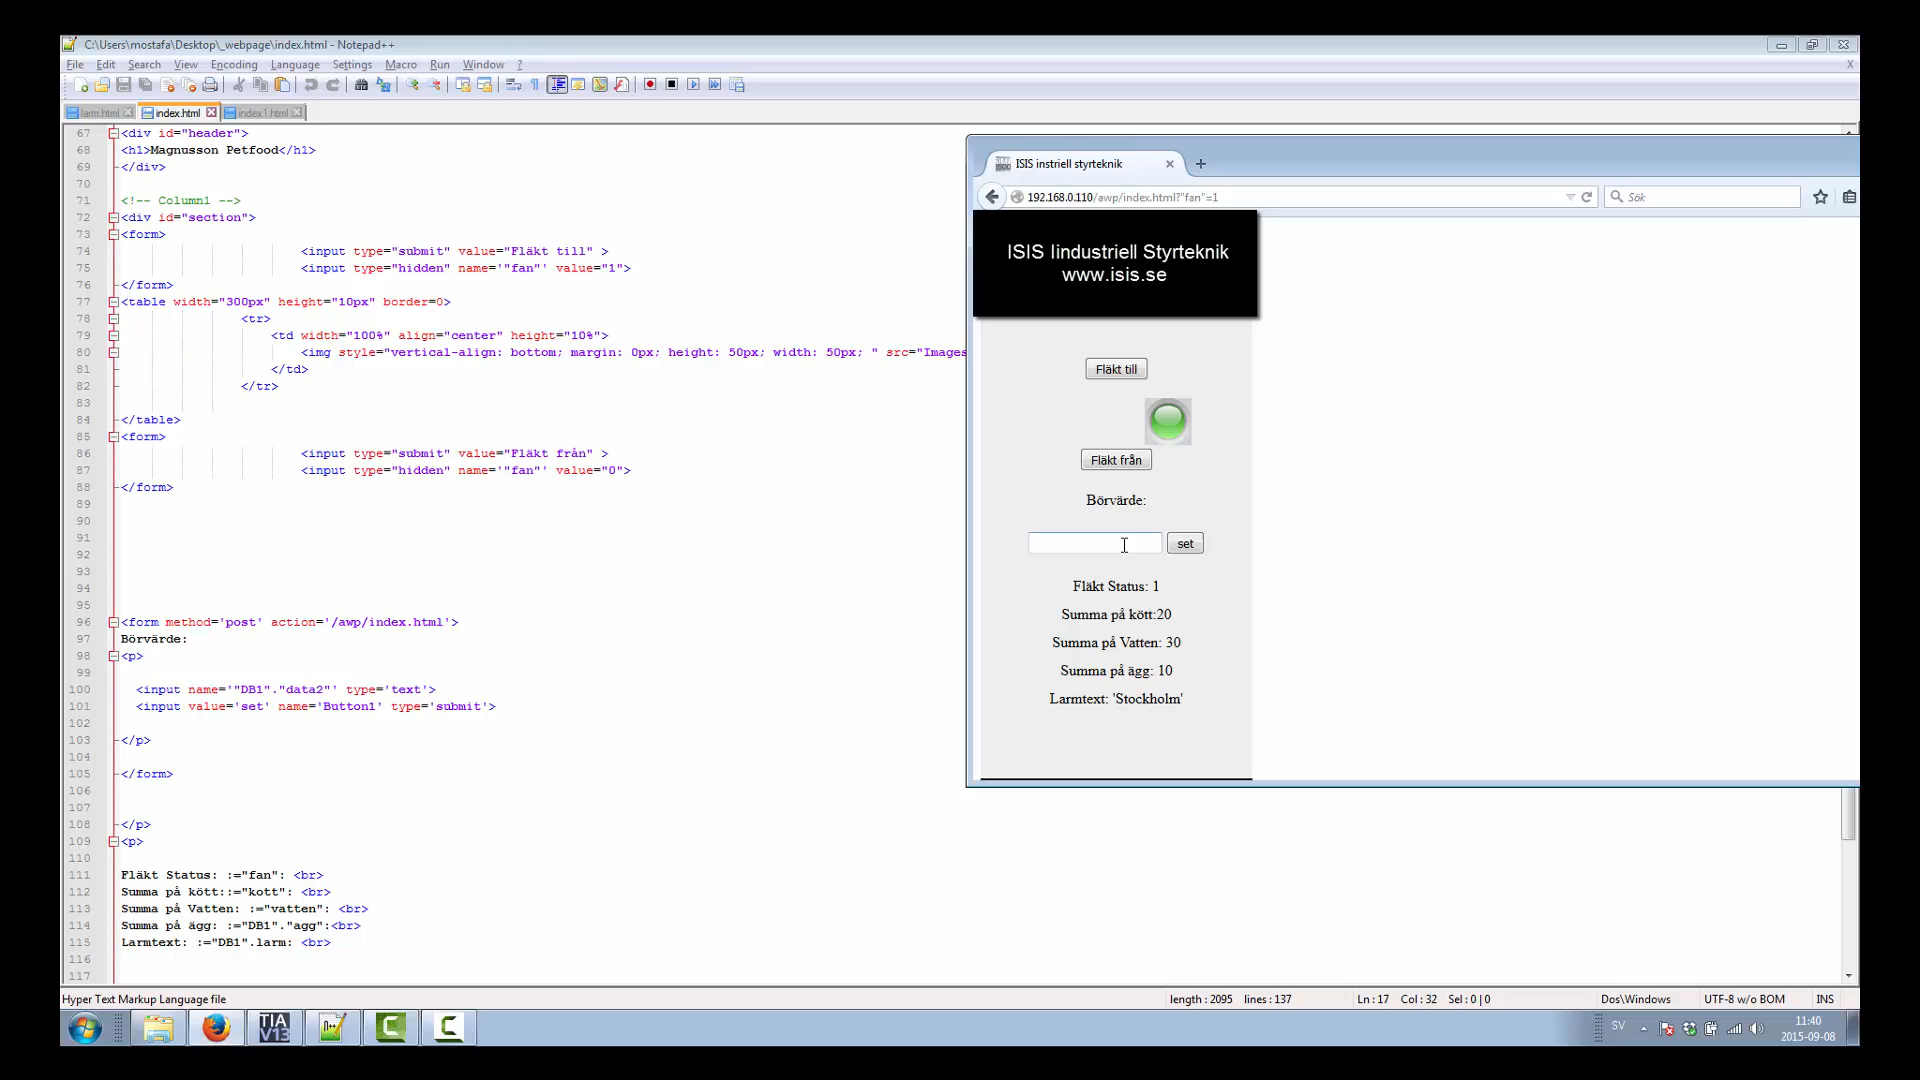 C:\Users\mostafa\Desktop\_webpage\index.html - Notepad++
File Edit Search View Encoding Language Settings Macro Run Window ?
X
larm.html index.html index1.html
67 <div id="header">
68 <h1>Magnusson Petfood</h1>
69 </div>
70
71 <!-- Column1 -->
72 <div id="section">
73 <form>
74 <input type="submit" value="Fläkt till" >
75 <input type="hidden" name='"fan"' value="1">
76 </form>
77 <table width="300px" height="10px" border=0>
78 <tr>
79 <td width="100%" align="center" height="10%">
80 <img style="vertical-align: bottom; margin: 0px; height: 50px; width: 50px; " src="Images
81 </td>
82 </tr>
83
84 </table>
85 <form>
86 <input type="submit" value="Fläkt från" >
87 <input type="hidden" name='"fan"' value="0">
88 </form>
89
90
91
92
93
94
95
96 <form method='post' action='/awp/index.html'>
97 Börvärde:
98 <p>
99
100 <input name='"DB1"."data2"' type='text'>
101 <input value='set' name='Button1' type='submit'>
102
103 </p>
104
105 </form>
106
107
108 </p>
109 <p>
110
111 Fläkt Status: :="fan": <br>
112 Summa på kött::="kott": <br>
113 Summa på Vatten: :="vatten": <br>
114 Summa på ägg: :="DB1"."agg":<br>
115 Larmtext: :="DB1".larm: <br>
116
117
ISIS instriell styrteknik
192.168.0.110/awp/index.html?"fan"=1
Sök
ISIS Iindustriell Styrteknik
www.isis.se
Fläkt till
Fläkt från
Börvärde:
set
Fläkt Status: 1
Summa på kött:20
Summa på Vatten: 30
Summa på ägg: 10
Larmtext: 'Stockholm'
Hyper Text Markup Language file length : 2095 lines : 137 Ln : 17 Col : 32 Sel : 0 | 0 Dos\Windows UTF-8 w/o BOM INS
TIA
V13
SV
11:40
2015-09-08